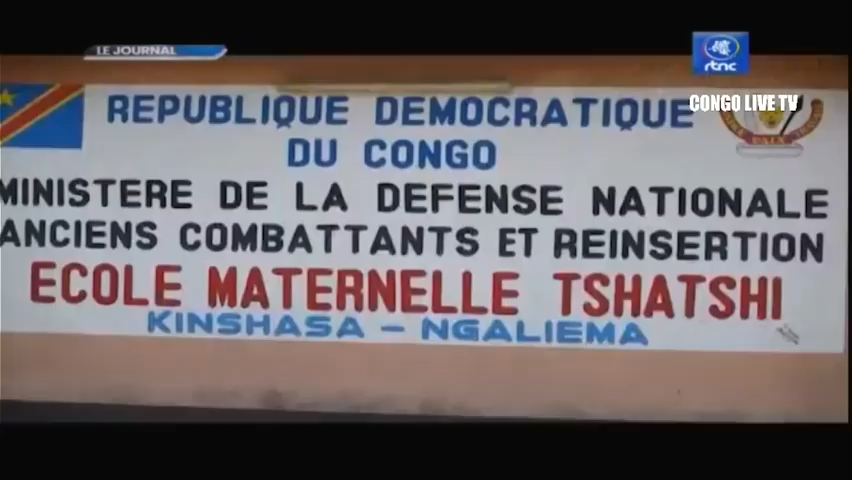 LE JOURNAL
rtnc
CONGO LIVE TV
REPUBLIQUE DEMOCRATIQUE
DU CONGO
MINISTERE DE LA DEFENSE NATIONALE
ANCIENS COMBATTANTS ET REINSERTION
ECOLE MATERNELLE TSHATSHI
KINSHASA - NGALIEMA